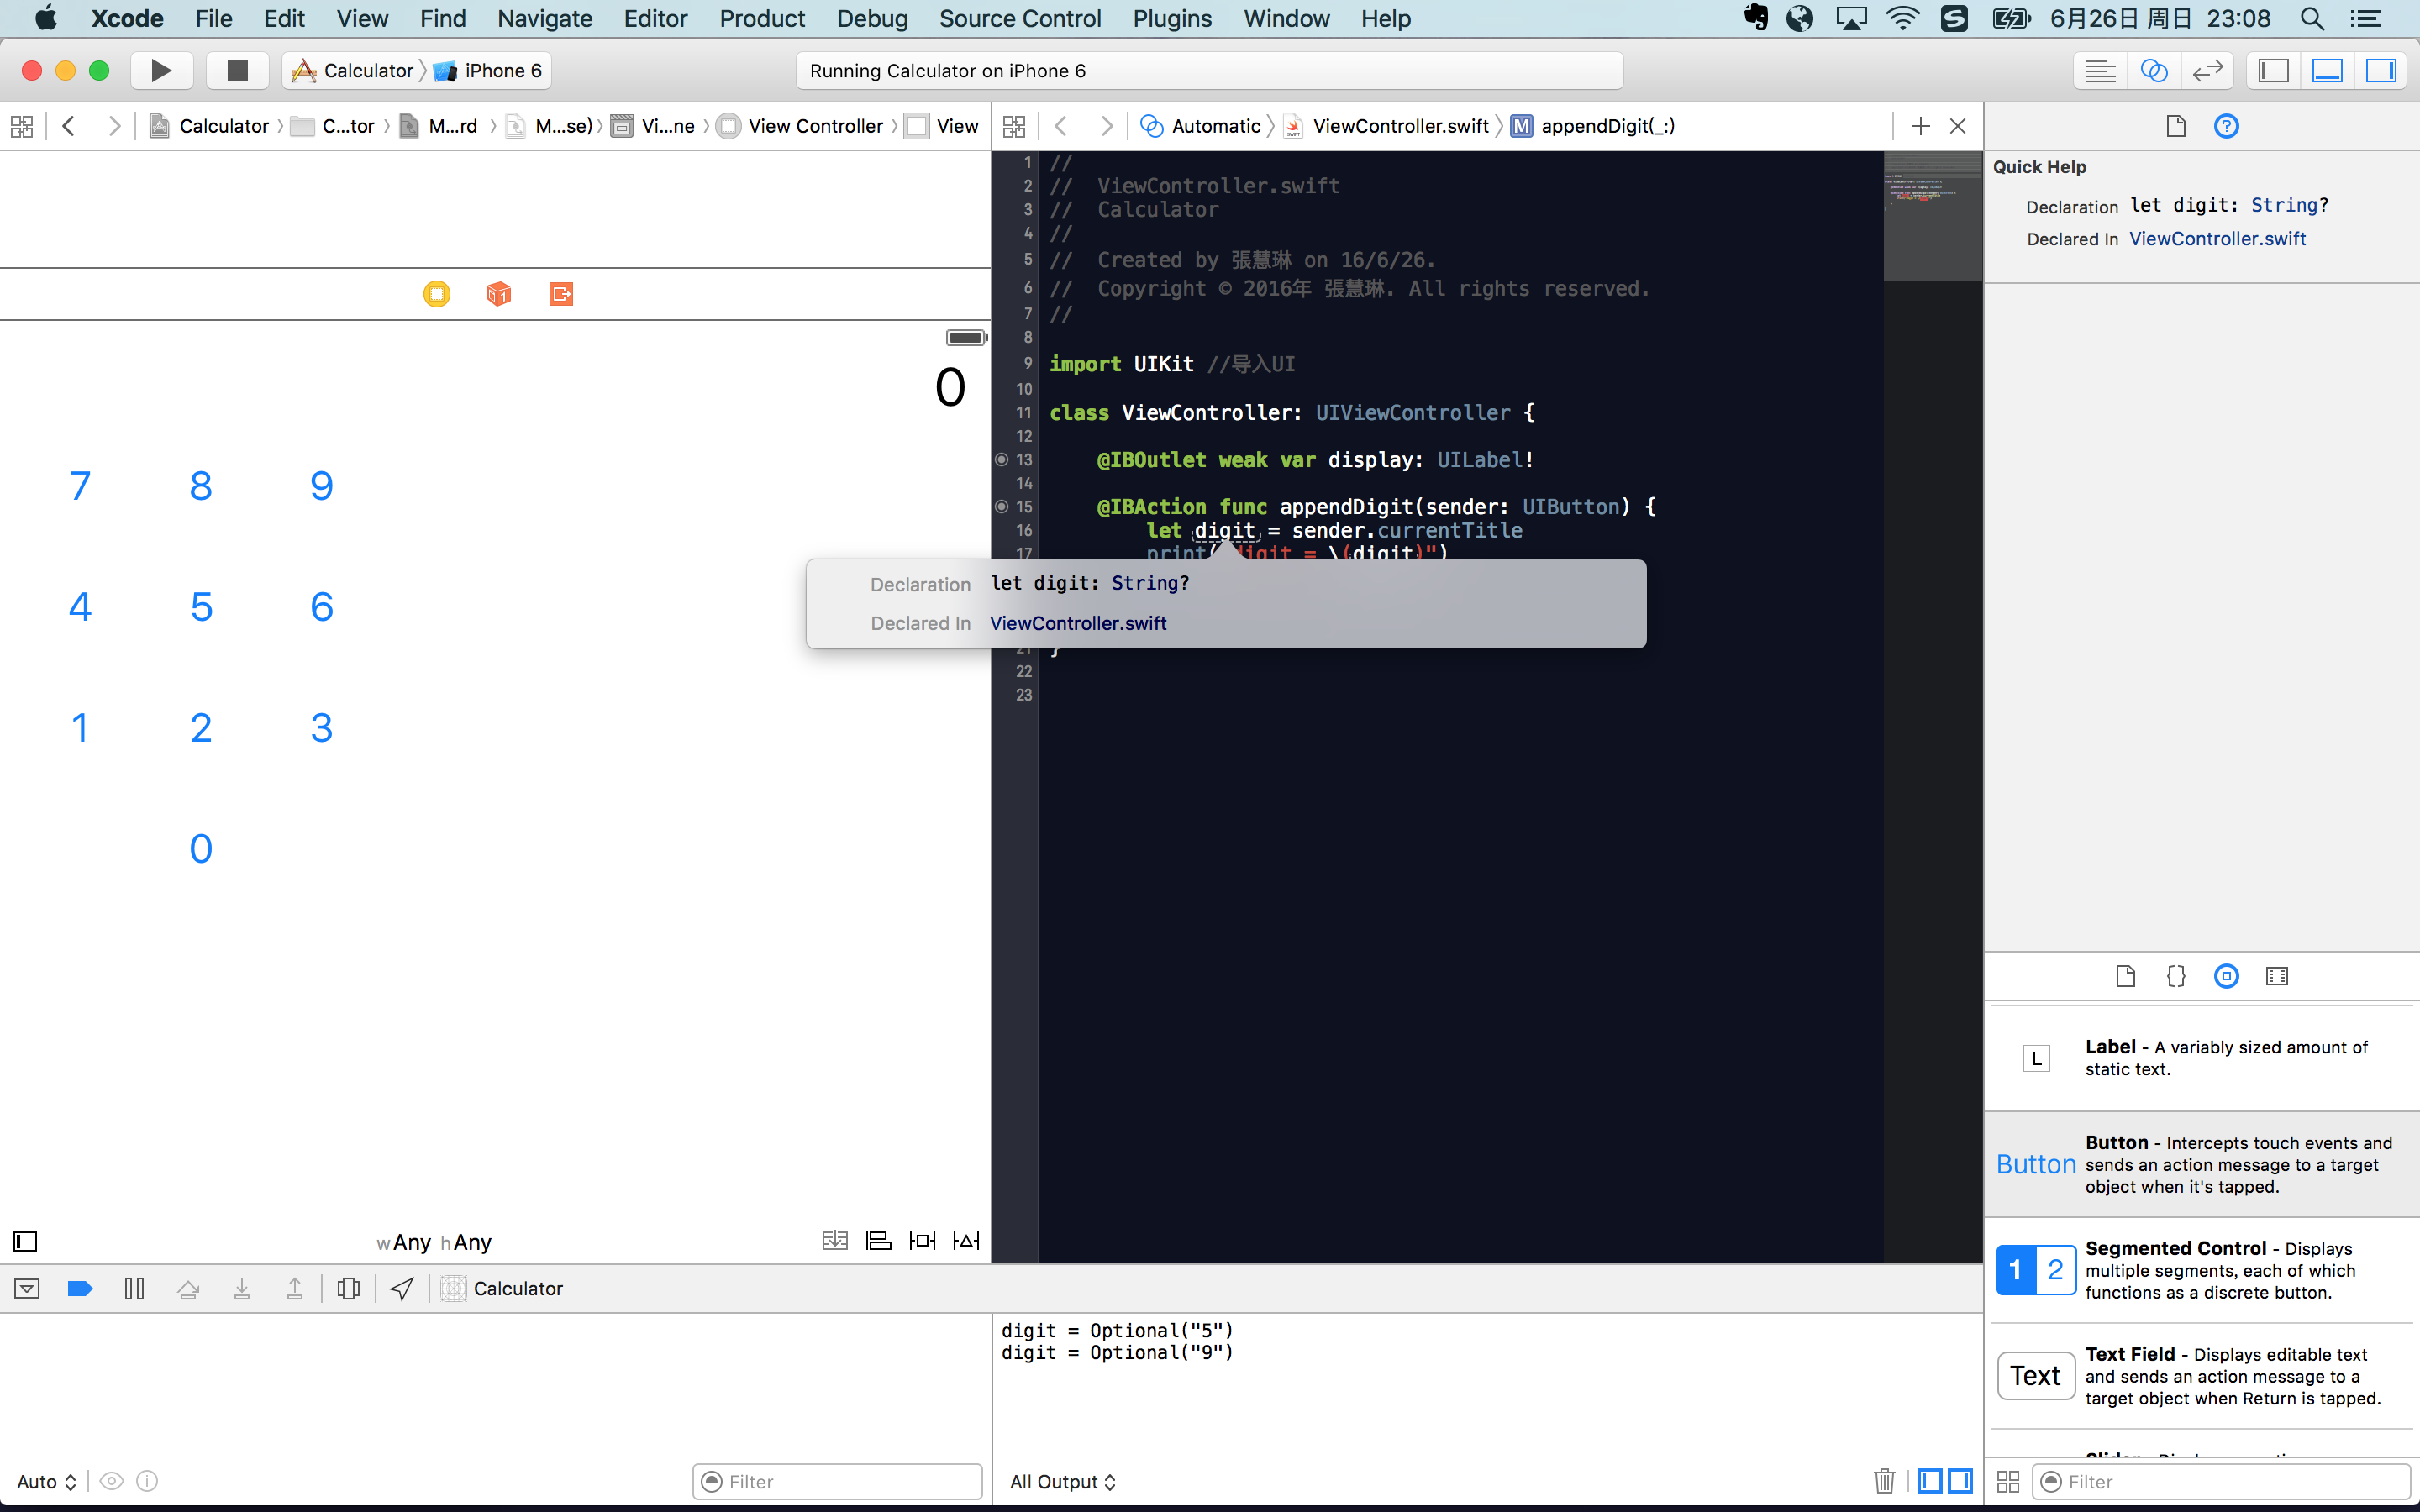 Xcode File Edit View Find Navigate Editor Product Debug Source Control Plugins Window Help 6月26日 周日 23:08
Calculator iPhone 6
Running Calculator on iPhone 6
Calculator C...tor M...rd M...se) Vi...ne View Controller View
Automatic ViewController.swift M appendDigit(_:)
Quick Help
Declaration let digit: String?
Declared In ViewController.swift
0
7 8 9
4 5 6
1 2 3
0
1 //
2 // ViewController.swift
3 // Calculator
4 //
5 // Created by 張慧琳 on 16/6/26.
6 // Copyright © 2016年 張慧琳. All rights reserved.
7 //
8
9 import UIKit //导入UI
10
11 class ViewController: UIViewController {
12
13 @IBOutlet weak var display: UILabel!
14
15 @IBAction func appendDigit(sender: UIButton) {
16 let digit = sender.currentTitle
17 print( digit = \(digit)")
Declaration let digit: String?
Declared In ViewController.swift
21 }
22
23
L
Label - A variably sized amount of
static text.
Button
Button - Intercepts touch events and
sends an action message to a target
object when it's tapped.
1 2
Segmented Control - Displays
multiple segments, each of which
functions as a discrete button.
Text
Text Field - Displays editable text
and sends an action message to a
target object when Return is tapped.
wAny hAny
Calculator
digit = Optional("5")
digit = Optional("9")
Auto
Filter
All Output
Filter